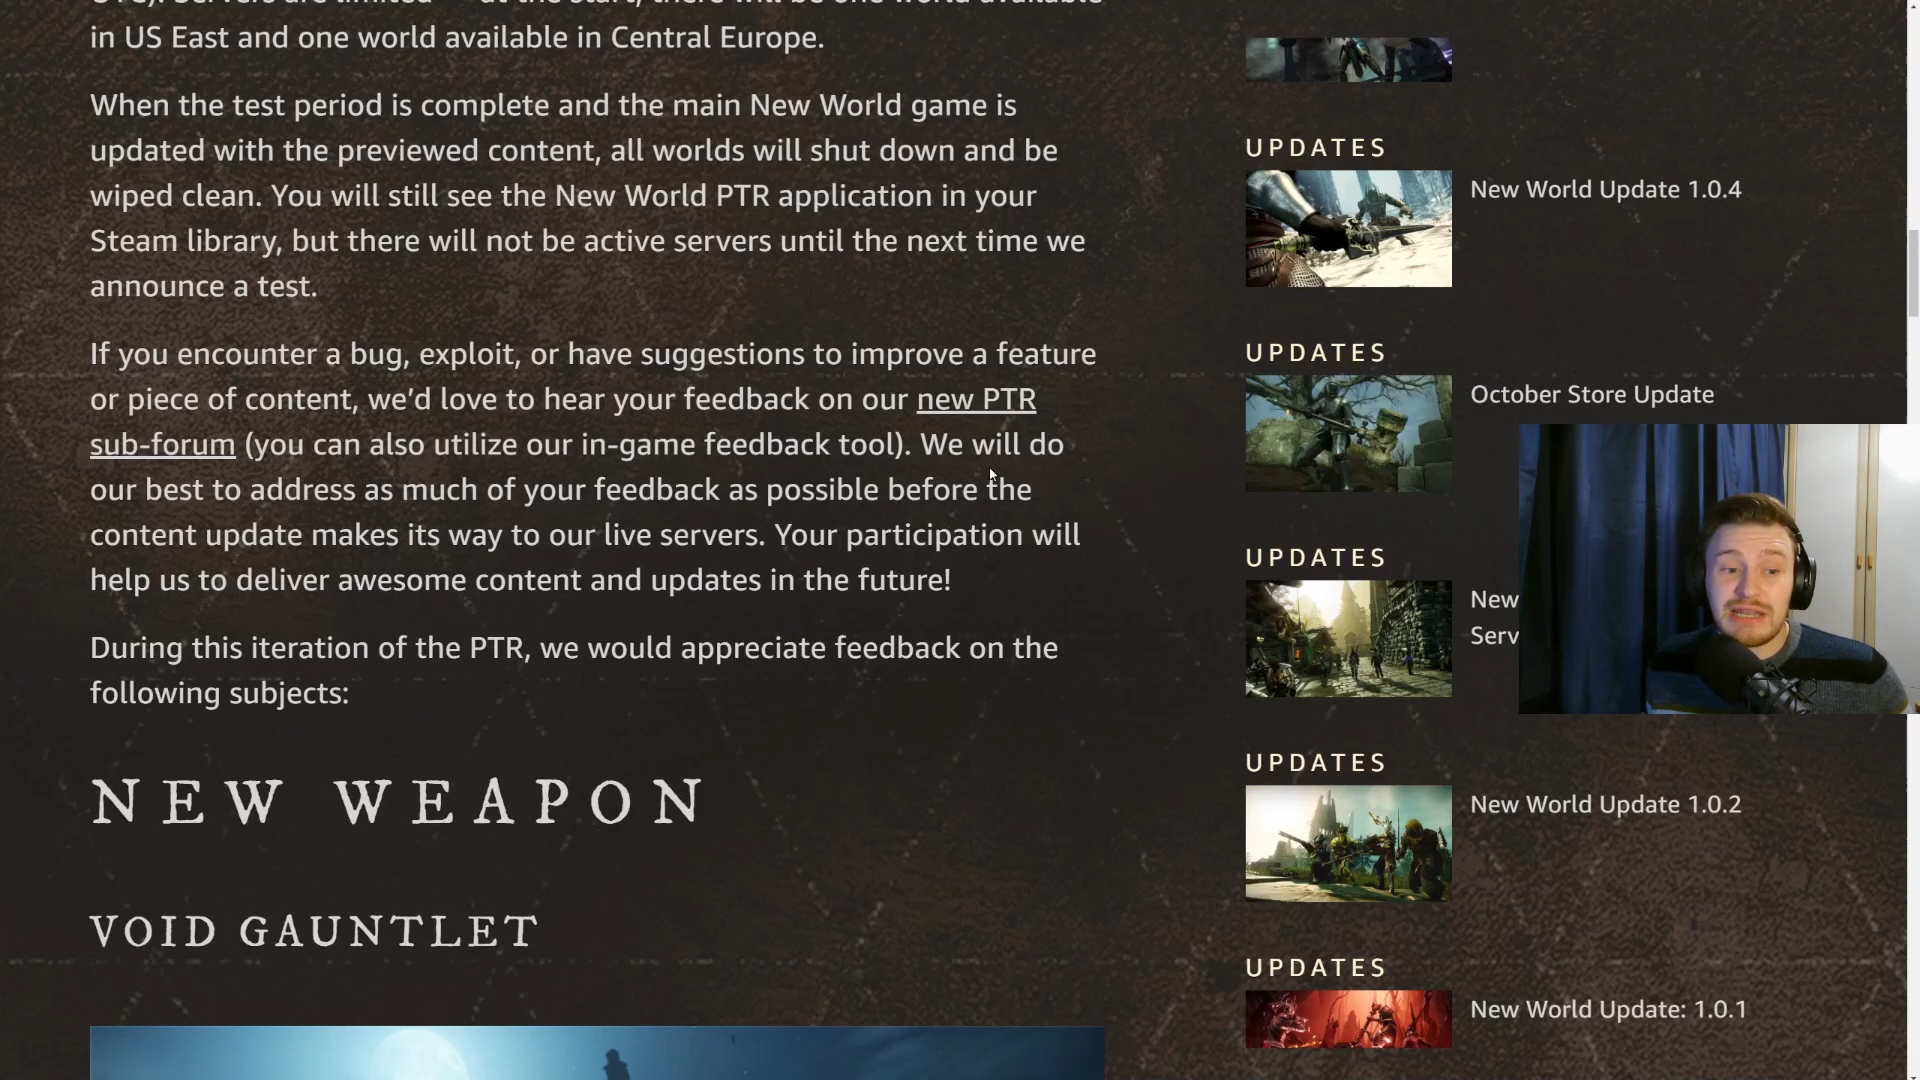 in US East and one world available in Central Europe.
When the test period is complete and the main New World game is
updated with the previewed content, all worlds will shut down and be
wiped clean. You will still see the New World PTR application in your
Steam library, but there will not be active servers until the next time we
announce a test.
If you encounter a bug, exploit, or have suggestions to improve a feature
or piece of content, we’d love to hear your feedback on our new PTR
sub-forum (you can also utilize our in-game feedback tool). We will do
our best to address as much of your feedback as possible before the
content update makes its way to our live servers. Your participation will
help us to deliver awesome content and updates in the future!
During this iteration of the PTR, we would appreciate feedback on the
following subjects:
NEW WEAPON
VOID GAUNTLET
UPDATES
New World Update 1.0.4
UPDATES
October Store Update
UPDATES
New
Serv
UPDATES
New World Update 1.0.2
UPDATES
New World Update: 1.0.1